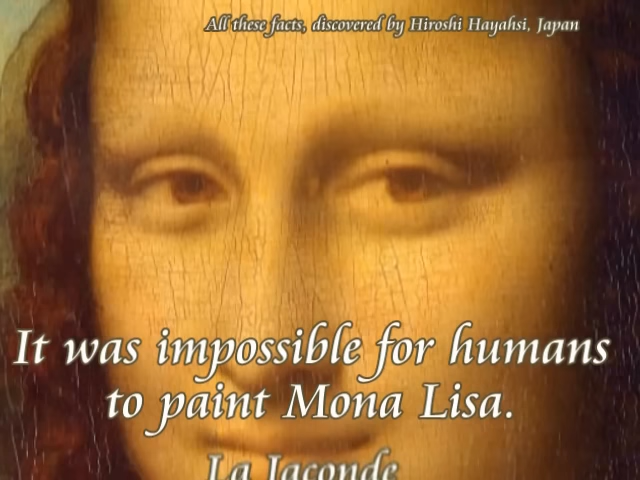 All these facts, discovered by Hiroshi Hayahsi, Japan
It was impossible for humans
to paint Mona Lisa.
La Jaconde